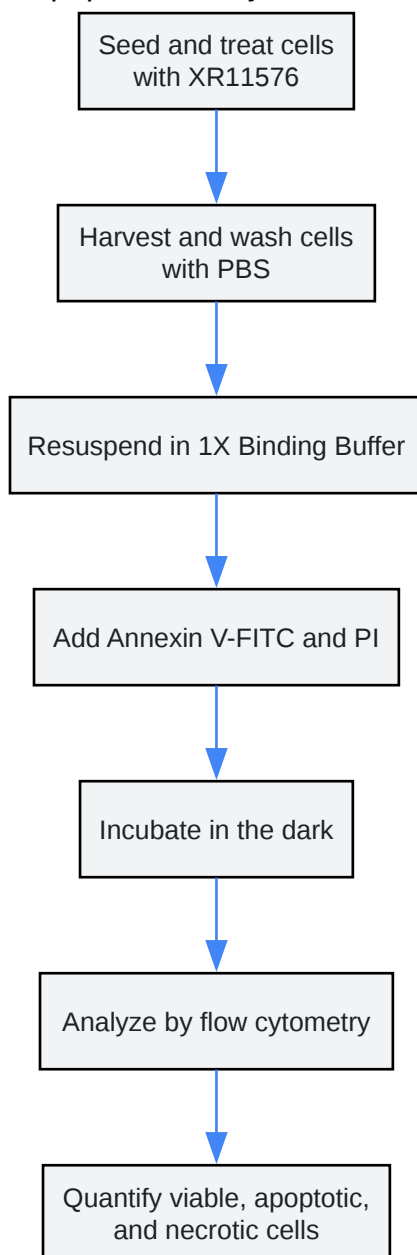 Seed and treat cells
with XR11576
Harvest and wash cells
with PBS
Resuspend in 1X Binding Buffer
Add Annexin V-FITC and PI
Incubate in the dark
Analyze by flow cytometry
Quantify viable, apoptotic,
and necrotic cells